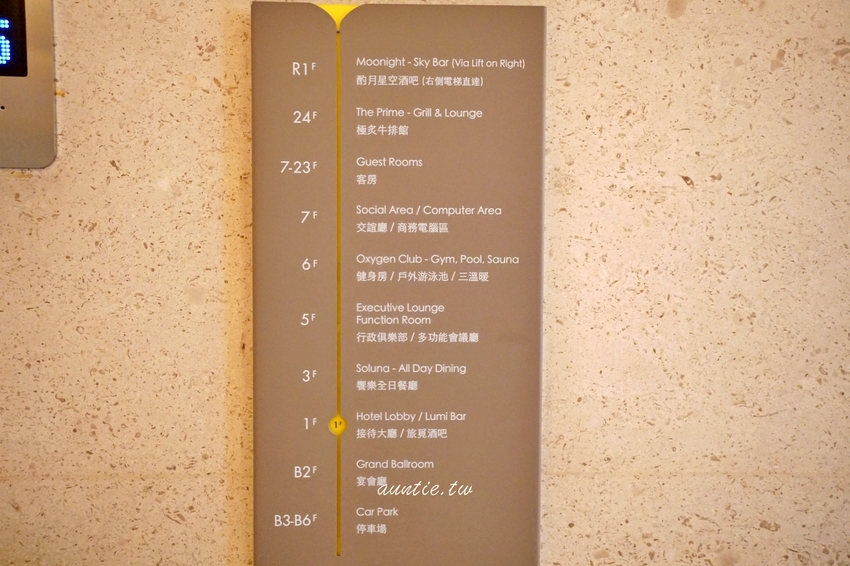 R1F
Moonight - Sky Bar (Via Lift on Right)
酌月星空酒吧 (右側電梯直達)
24F
The Prime - Grill & Lounge
極炙牛排館
7-23F
Guest Rooms
客房
7F
Social Area / Computer Area
交誼廳 / 商務電腦區
6F
Oxygen Club - Gym, Pool, Sauna
健身房 / 戶外游泳池 / 三溫暖
5F
Executive Lounge
Function Room
行政俱樂部 / 多功能會議廳
3F
Soluna - All Day Dining
饗樂全日餐廳
1F
1F
Hotel Lobby / Lumi Bar
接待大廳 / 旅覓酒吧
B2F
Grand Ballroom
宴會廳
auntie.tw
B3-B6F
Car Park
停車場